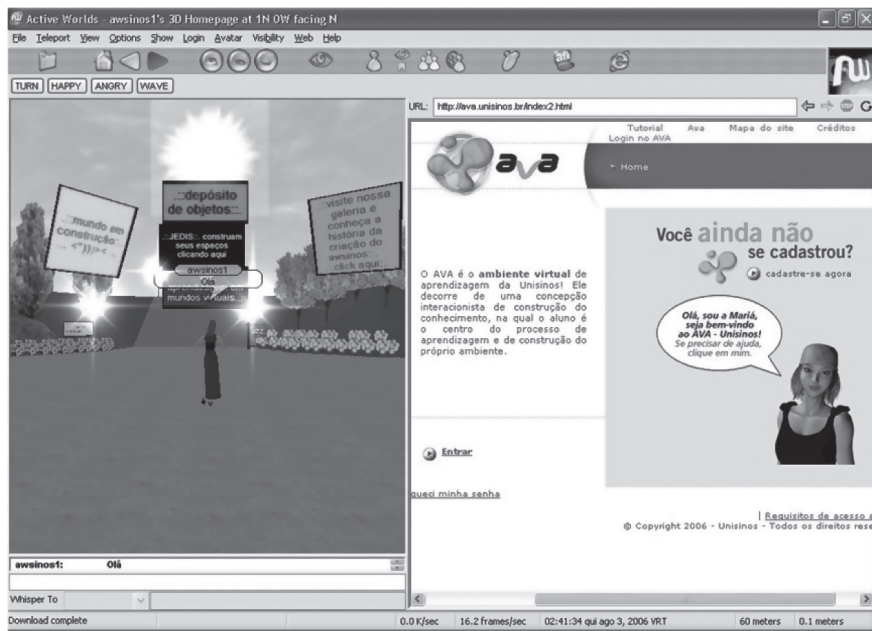 Active Worlds - awsinos1's 3D Homepage at 1N 0W facing N
File Teleport View Options Show Login Avatar Visibility Web Help
TURN HAPPY ANGRY WAVE
.::mundo em
construção::.
... <*)))><...
.::depósito
de objetos::.
.::JEDIS::. construam
seus espaços
clicando aqui
awsinos1
Olá
mundos virtuais...
visite nossa
galeria e
conheça a
história da
criação do
awsinos
click aqui
awsinos1: Olá
Whisper To
URL: http://ava.unisinos.br/index2.html
Tutorial Ava Mapa do site Créditos
Login no AVA
ava
Home
O AVA é o ambiente virtual de
aprendizagem da Unisinos! Ele
decorre de uma concepção
interacionista de construção do
conhecimento, na qual o aluno é
o centro do processo de
aprendizagem e de construção do
próprio ambiente.
Você ainda não
se cadastrou?
cadastre-se agora
Olá, sou a Mariá,
seja bem-vindo
ao AVA - Unisinos!
Se precisar de ajuda,
clique em mim.
Entrar
queci minha senha
| Requisitos de acesso a
© Copyright 2006 - Unisinos - Todos os direitos rese
Download complete 0.0 K/sec 16.2 frames/sec 02:41:34 qui ago 3, 2006 VRT 60 meters 0.1 meters